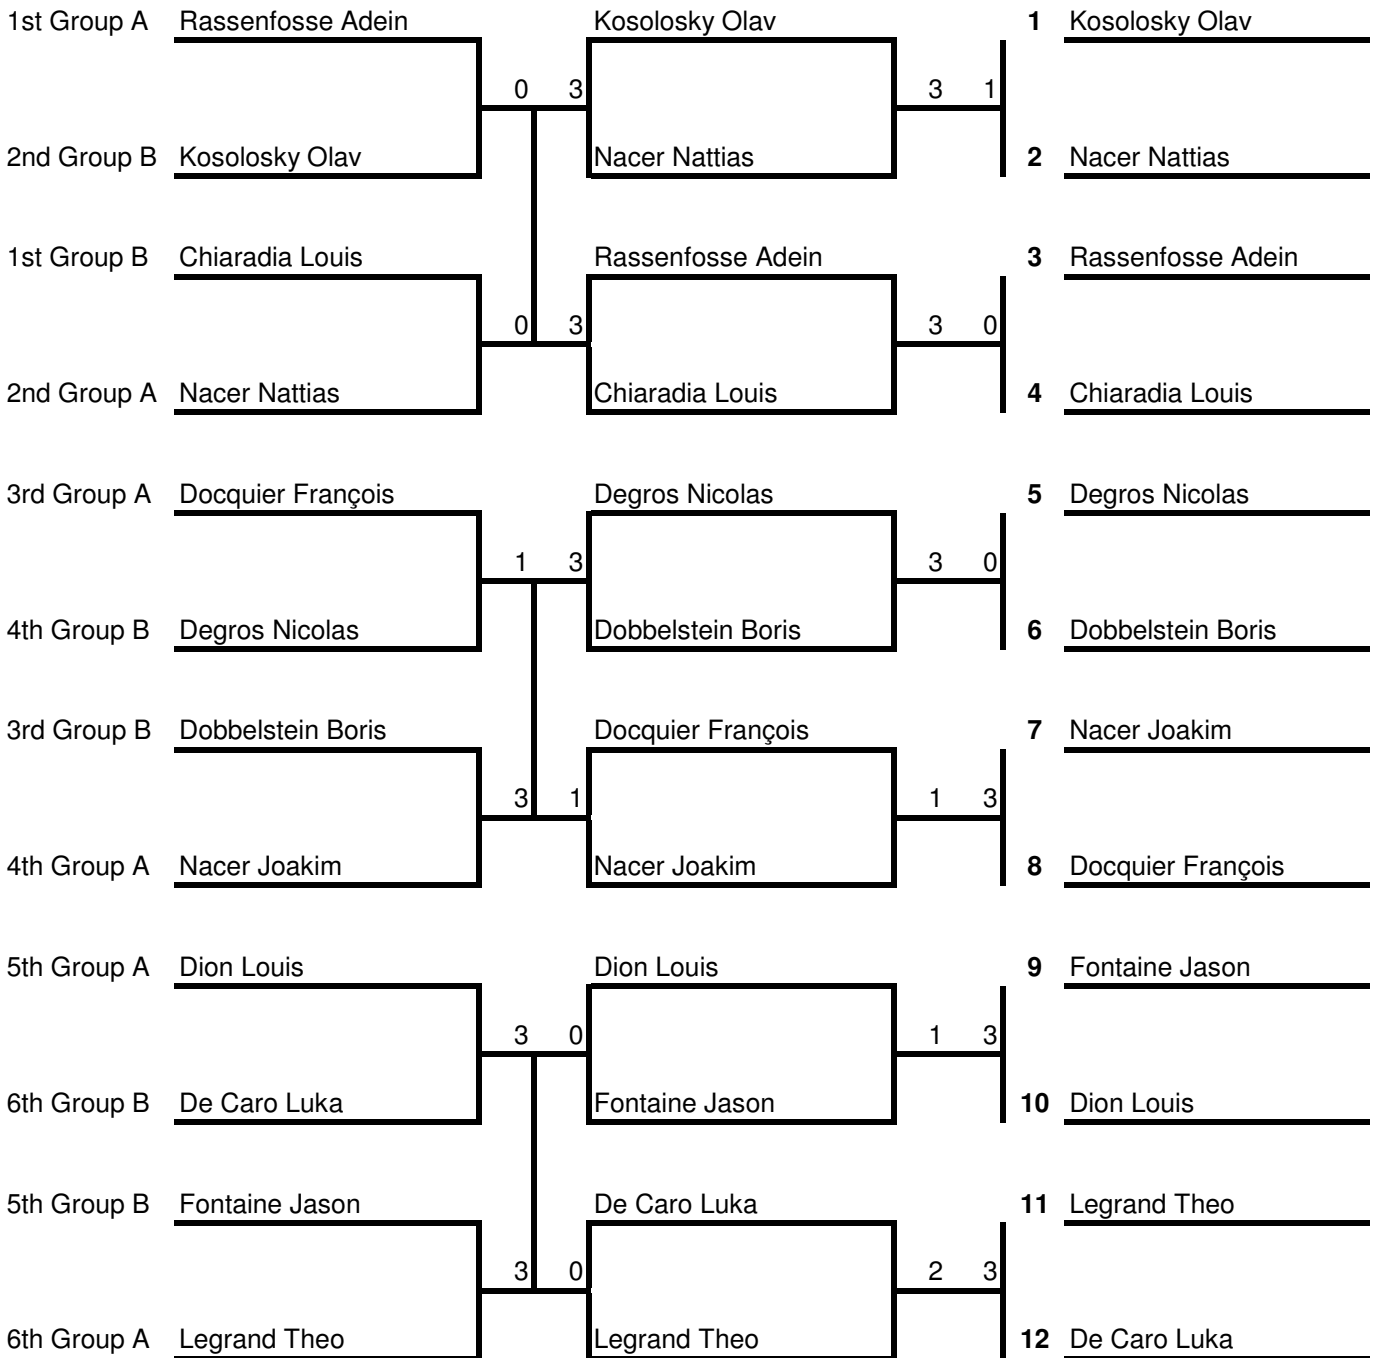 1st Group A Rassenfosse Adein Kosolosky Olav 1 Kosolosky Olav
0 3 3 1
2nd Group B Kosolosky Olav Nacer Nattias 2 Nacer Nattias
1st Group B Chiaradia Louis Rassenfosse Adein 3 Rassenfosse Adein
0 3 3 0
2nd Group A Nacer Nattias Chiaradia Louis 4 Chiaradia Louis
3rd Group A Docquier François Degros Nicolas 5 Degros Nicolas
1 3 3 0
4th Group B Degros Nicolas Dobbelstein Boris 6 Dobbelstein Boris
3rd Group B Dobbelstein Boris Docquier François 7 Nacer Joakim
3 1 1 3
4th Group A Nacer Joakim Nacer Joakim 8 Docquier François
5th Group A Dion Louis Dion Louis 9 Fontaine Jason
3 0 1 3
6th Group B De Caro Luka Fontaine Jason 10 Dion Louis
5th Group B Fontaine Jason De Caro Luka 11 Legrand Theo
3 0 2 3
6th Group A Legrand Theo Legrand Theo 12 De Caro Luka